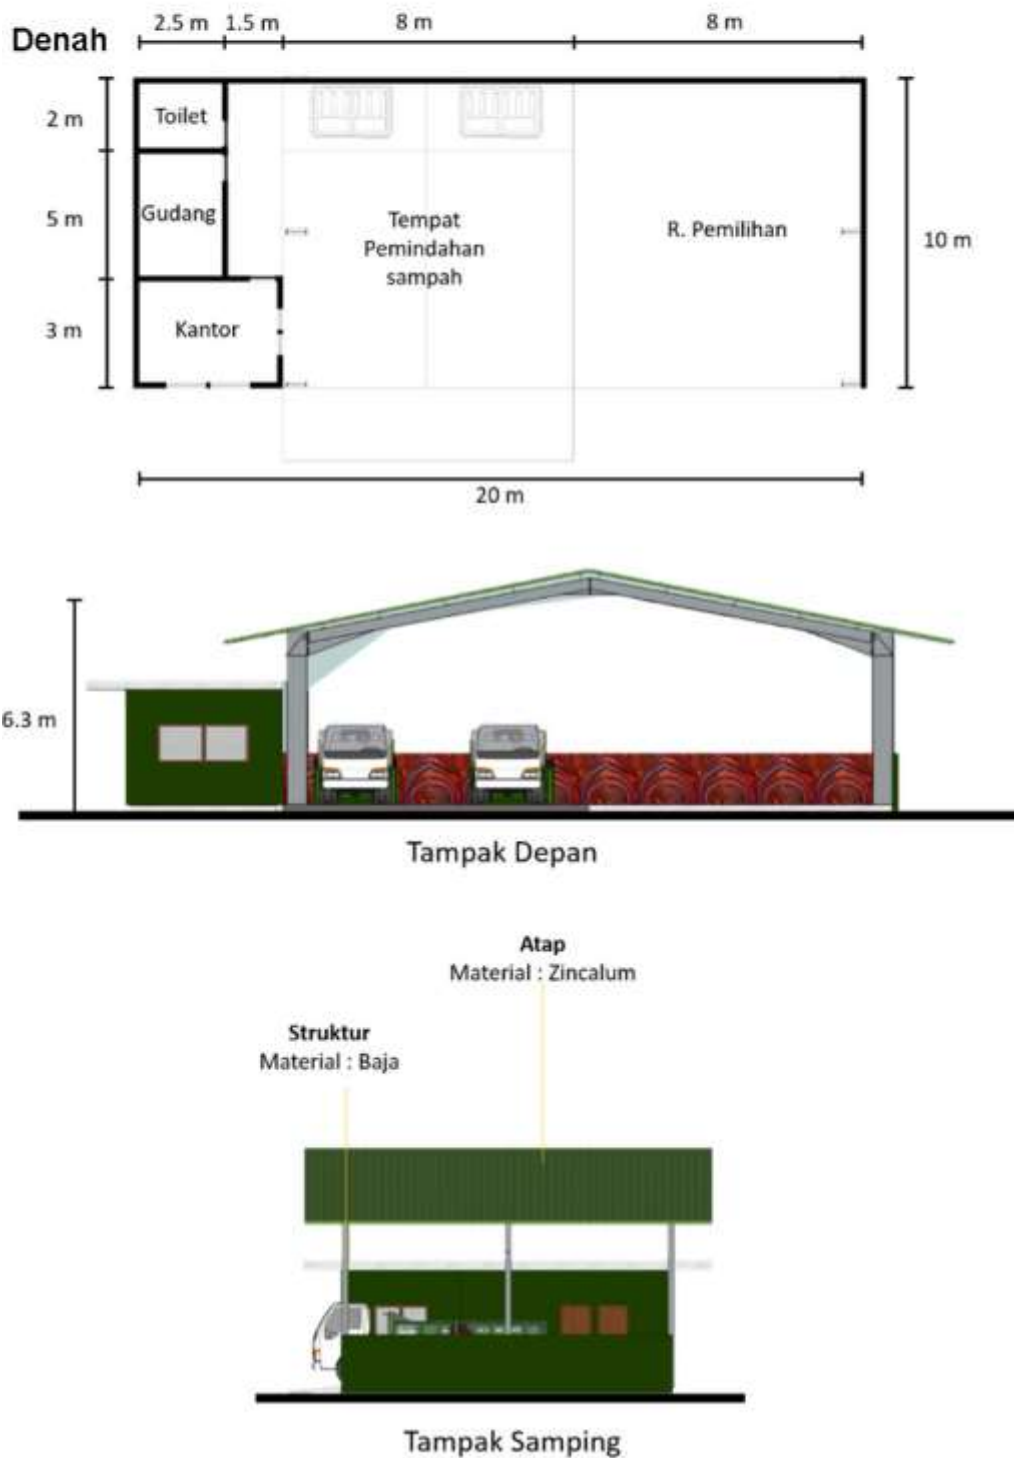 Denah
2.5 m
1.5 m
8 m
8 m
2 m
Toilet
5 m
Gudang
Tempat
Pemindahan
sampah
R. Pemilihan
10 m
3 m
Kantor
20 m
6.3 m
Tampak Depan
Atap
Material : Zincalum
Struktur
Material : Baja
Tampak Samping